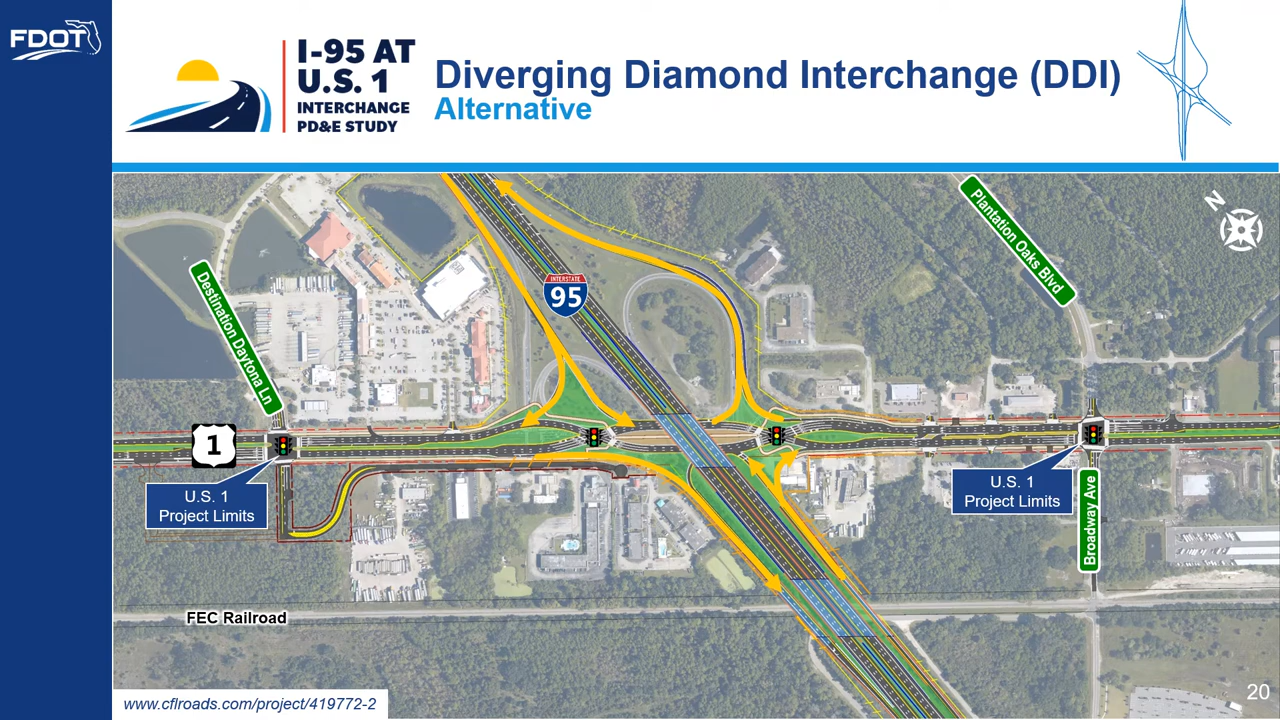 FDOT
I-95 AT
U.S. 1
INTERCHANGE
PD&E STUDY
Diverging Diamond Interchange (DDI)
Alternative
Plantation Oaks Blvd
N
Destination Daytona Ln
INTERSTATE
95
1
U.S. 1
Project Limits
U.S. 1
Project Limits
Broadway Ave
FEC Railroad
www.cflroads.com/project/419772-2
20